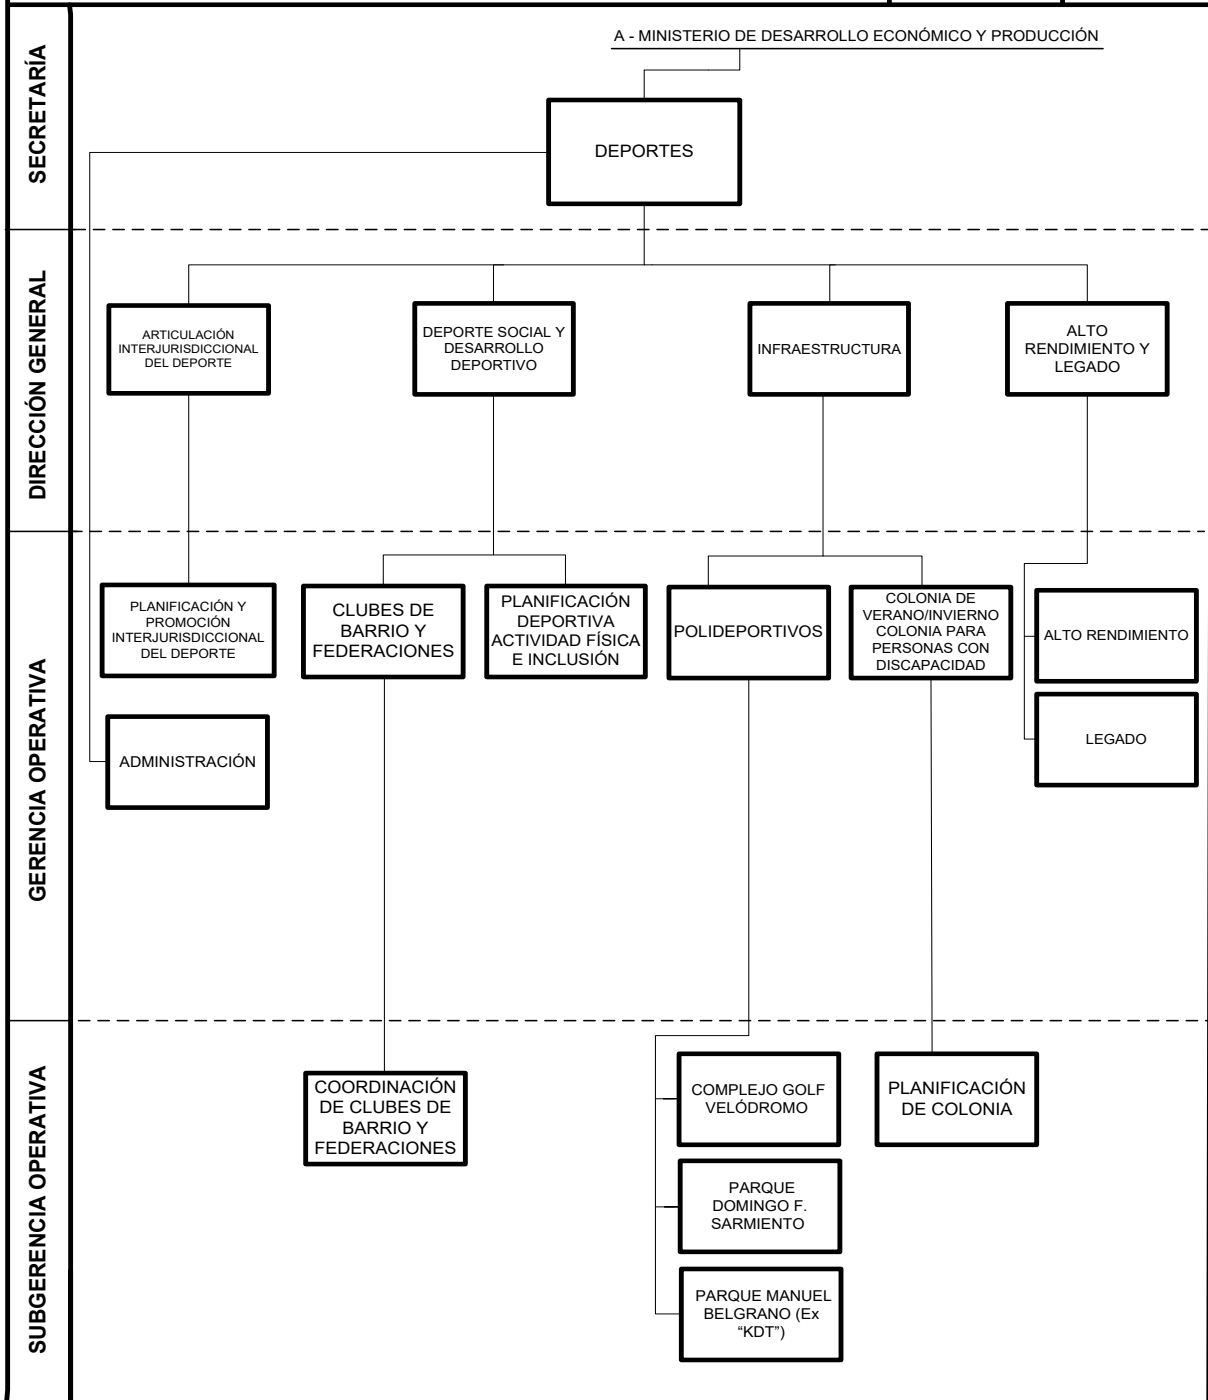 A - MINISTERIO DE DESARROLLO ECONÓMICO Y PRODUCCIÓN
SECRETARÍA
DEPORTES
DIRECCIÓN GENERAL
ARTICULACIÓN
INTERJURISDICCIONAL
DEL DEPORTE
DEPORTE SOCIAL Y
DESARROLLO
DEPORTIVO
INFRAESTRUCTURA
ALTO
RENDIMIENTO Y
LEGADO
GERENCIA OPERATIVA
PLANIFICACIÓN Y
PROMOCIÓN
INTERJURISDICCIONAL
DEL DEPORTE
CLUBES DE
BARRIO Y
FEDERACIONES
PLANIFICACIÓN
DEPORTIVA
ACTIVIDAD FÍSICA
E INCLUSIÓN
POLIDEPORTIVOS
COLONIA DE
VERANO/INVIERNO
COLONIA PARA
PERSONAS CON
DISCAPACIDAD
ALTO RENDIMIENTO
ADMINISTRACIÓN
LEGADO
SUBGERENCIA OPERATIVA
COORDINACIÓN
DE CLUBES DE
BARRIO Y
FEDERACIONES
COMPLEJO GOLF
VELÓDROMO
PLANIFICACIÓN
DE COLONIA
PARQUE
DOMINGO F.
SARMIENTO
PARQUE MANUEL
BELGRANO (Ex
“KDT”)